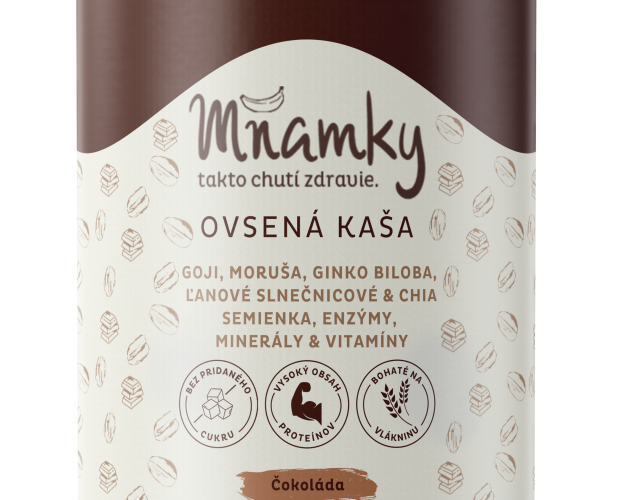 Mňamky
takto chutí zdravie.
OVSENÁ KAŠA
GOJI, MORUŠA, GINKO BILOBA,
ĽANOVÉ SLNEČNICOVÉ & CHIA
SEMIENKA, ENZÝMY,
MINERÁLY & VITAMÍNY
BEZ PRIDANÉHO
CUKRU
VYSOKÝ OBSAH
PROTEÍNOV
BOHATÉ NA
VLÁKNINU
Čokoláda